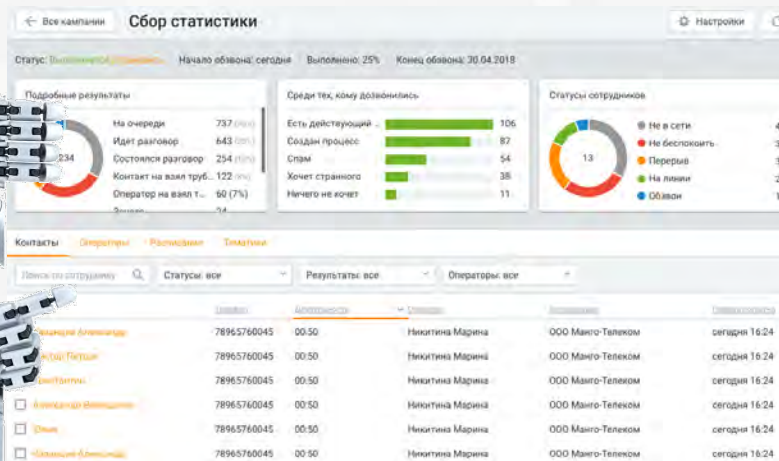 Все кампании
Сбор статистики
Настройки
Статус:
Начало обзвона: сегодня
Выполнено: 25%
Конец обзвона: 30.04.2018
Подробные результаты
234
На очереди 737
Идет разговор 643
Состоялся разговор 254
Контакт на взял труб... 122
Оператор на взял т... 60 (7%)
24
Среди тех, кому дозвонились
Есть действующий ... 106
Создан процесс 87
Спам 54
Хочет странного 38
Ничего не хочет 11
Статусы сотрудников
13
Не в сети 4
Не беспокоить 3
Перерыв 3
На линии 2
Обзвон 1
Контакты Операторы Расписание Тематики
Поиск по сотруднику
Статусы: все
Результаты: все
Операторы: все
78965760045 00:50 Никитина Марина ООО Манго-Телеком сегодня 16:24
78965760045 00:50 Никитина Марина ООО Манго-Телеком сегодня 16:24
78965760045 00:50 Никитина Марина ООО Манго-Телеком сегодня 16:24
78965760045 00:50 Никитина Марина ООО Манго-Телеком сегодня 16:24
78965760045 00:50 Никитина Марина ООО Манго-Телеком сегодня 16:24
78965760045 00:50 Никитина Марина ООО Манго-Телеком сегодня 16:24